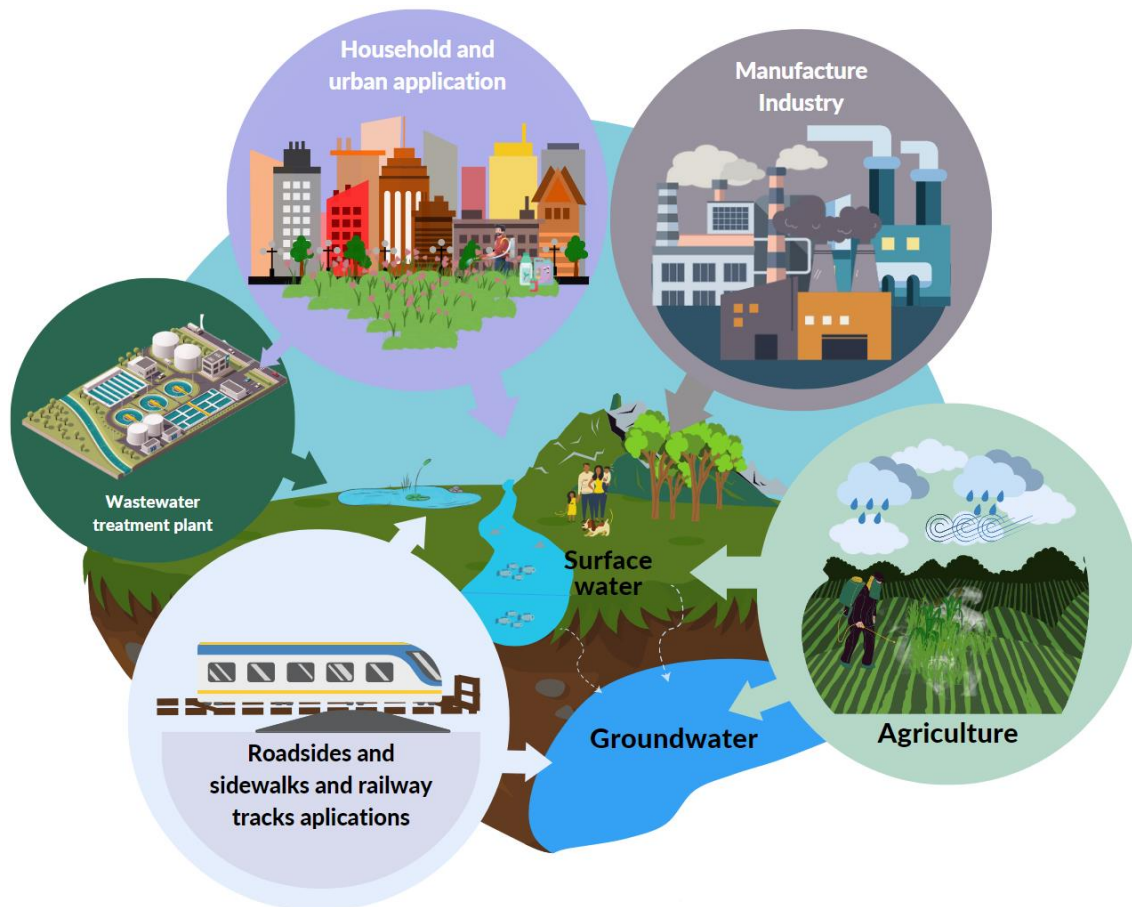 Household and
urban application
Manufacture
Industry
Wastewater
treatment plant
Surface
water
Groundwater
Agriculture
Roadsides and
sidewalks and railway
tracks aplications